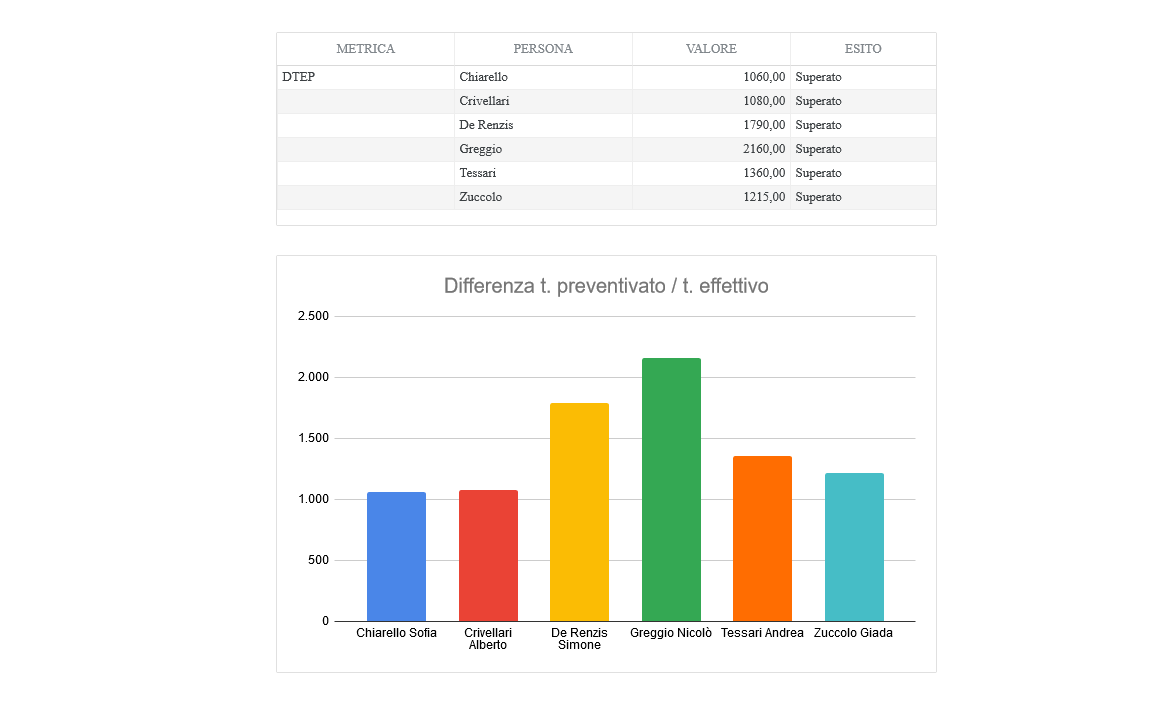 METRICA PERSONA VALORE ESITO
DTEP Chiarello 1060,00 Superato
Crivellari 1080,00 Superato
De Renzis 1790,00 Superato
Greggio 2160,00 Superato
Tessari 1360,00 Superato
Zuccolo 1215,00 Superato
Differenza t. preventivato / t. effettivo
2.500
2.000
1.500
1.000
500
0
Chiarello Sofia Crivellari Alberto De Renzis Simone Greggio Nicolò Tessari Andrea Zuccolo Giada